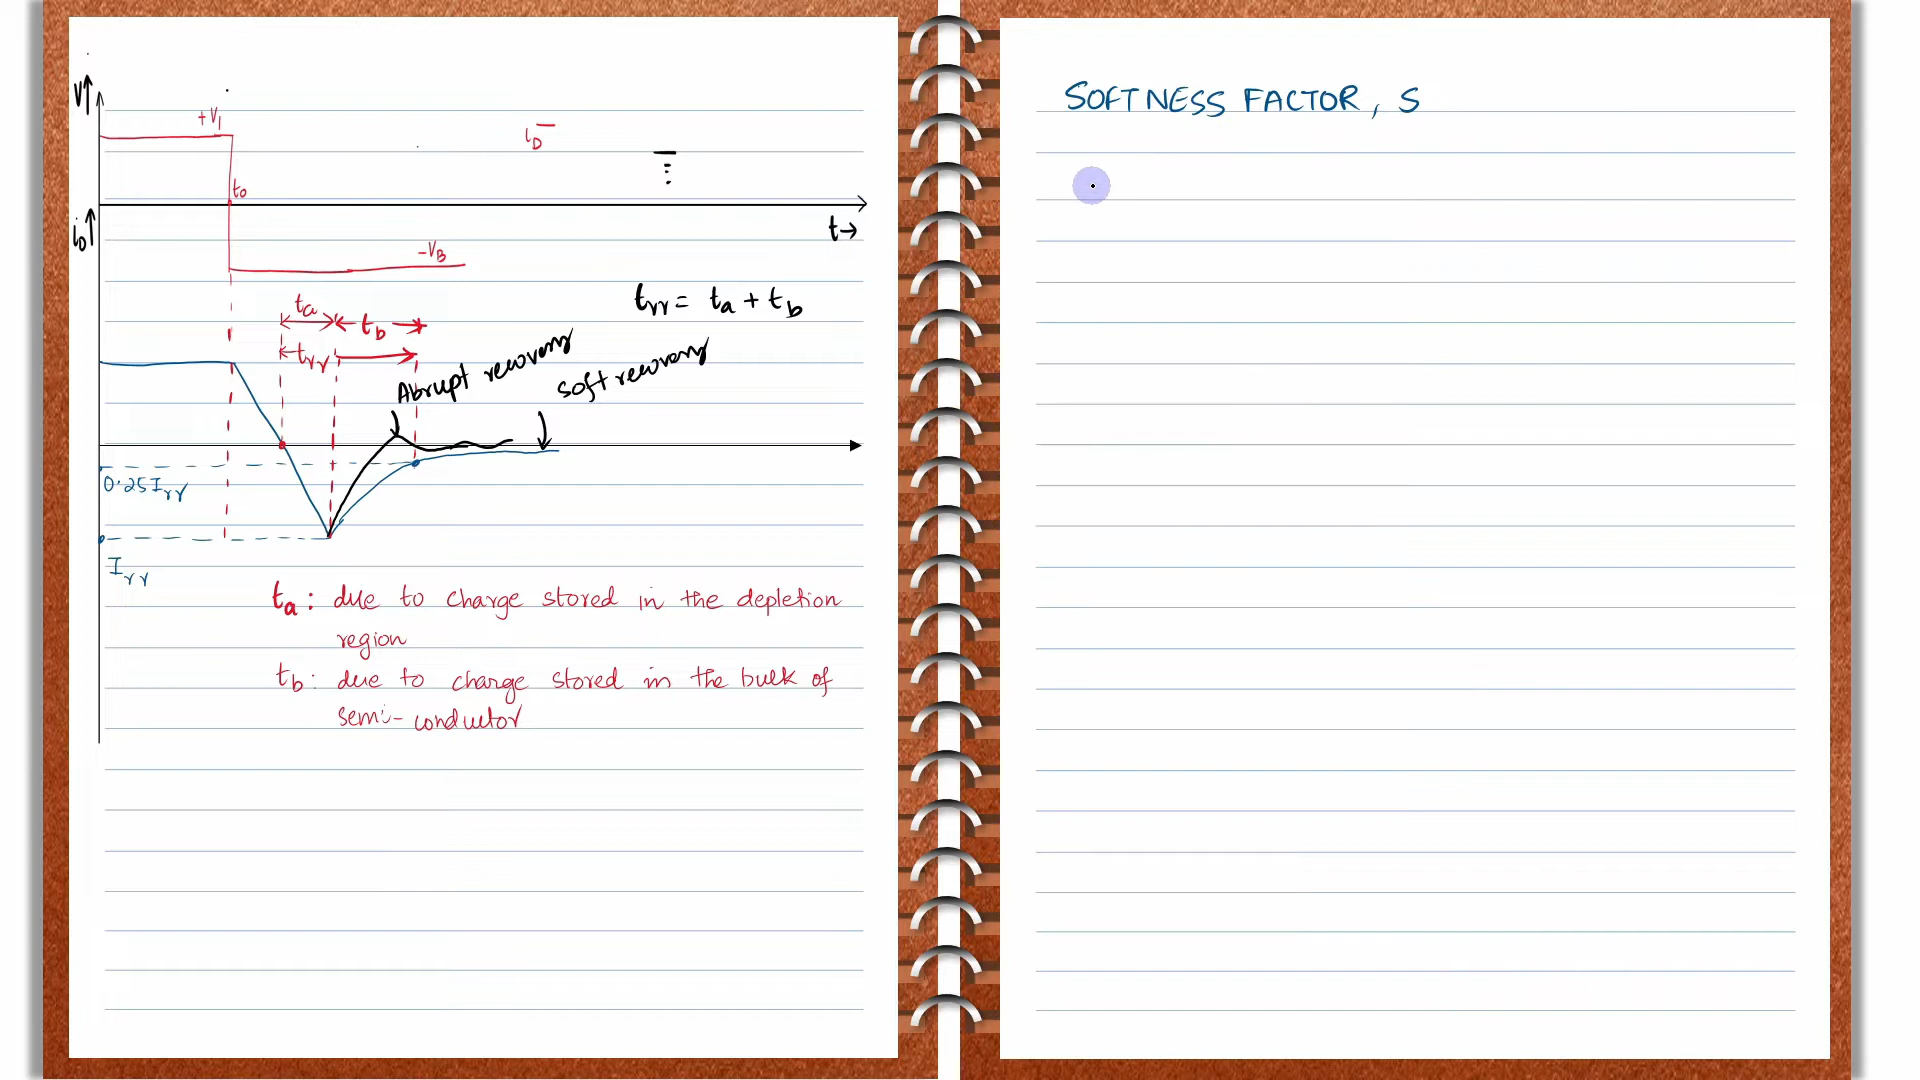 V↑
+V1
iD
t0
iD↑
t→
-VB
ta
trr = ta + tb
tb
trr
Abrupt recovery
soft recovery
0.25Irr
Irr
ta : due to charge stored in the depletion
region
tb : due to charge stored in the bulk of
semi-conductor
SOFTNESS FACTOR, S